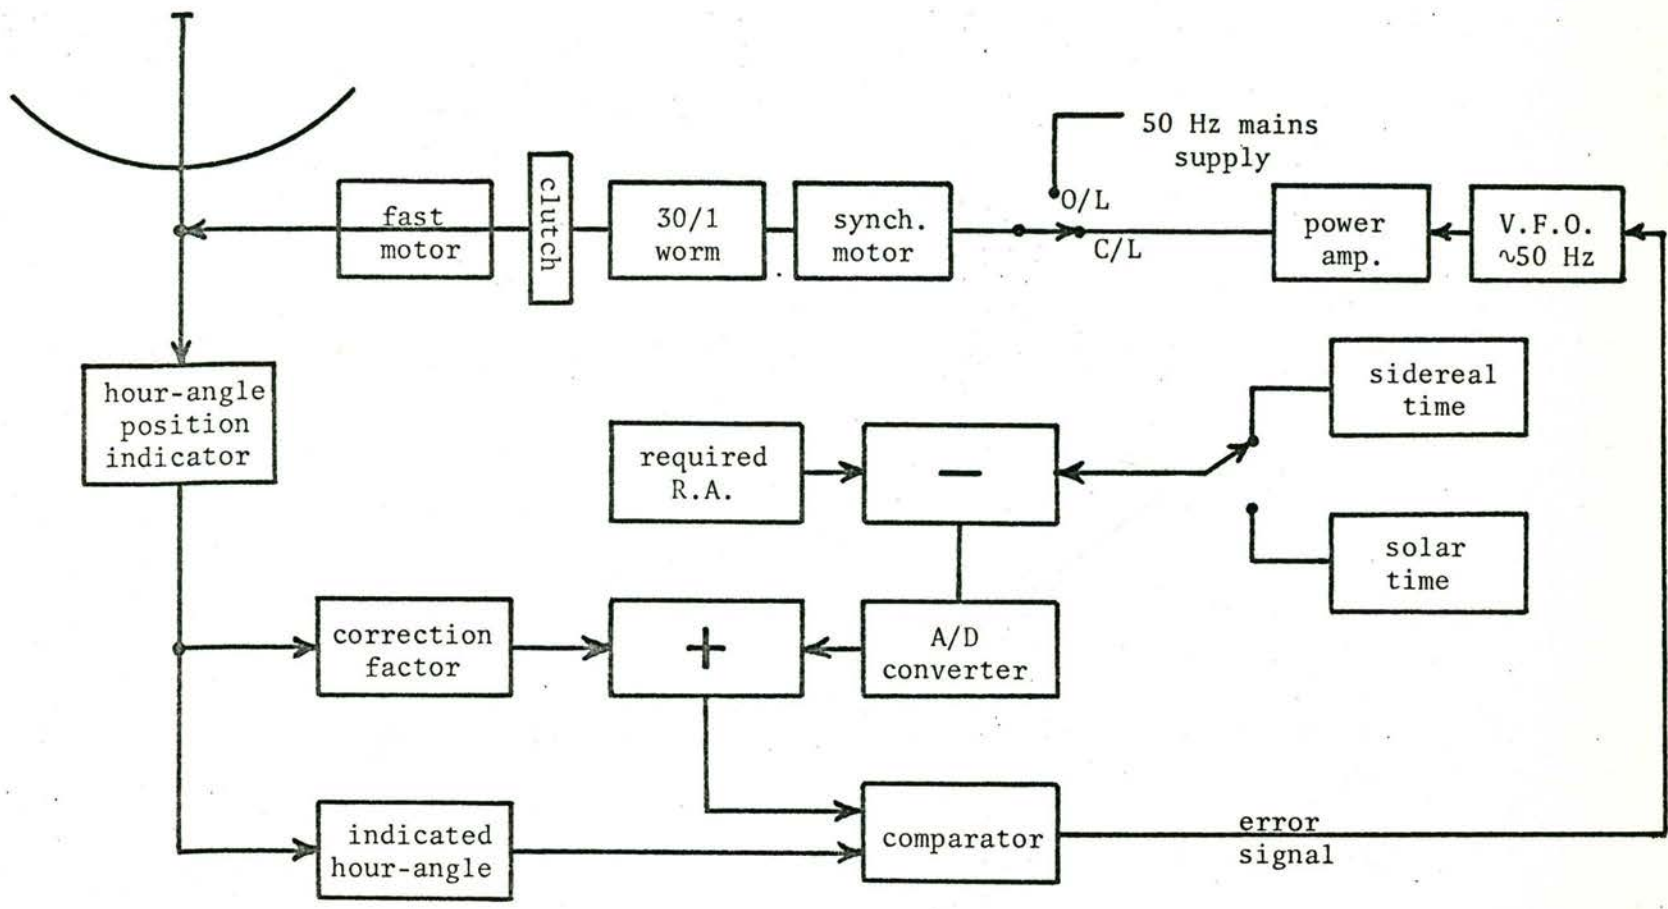 50 Hz mains
supply
O/L
C/L
fast
motor
clutch
30/1
worm
synch.
motor
power
amp.
V.F.O.
∿50 Hz
hour-angle
position
indicator
sidereal
time
required
R.A.
−
solar
time
correction
factor
+
A/D
converter
indicated
hour-angle
comparator
error
signal